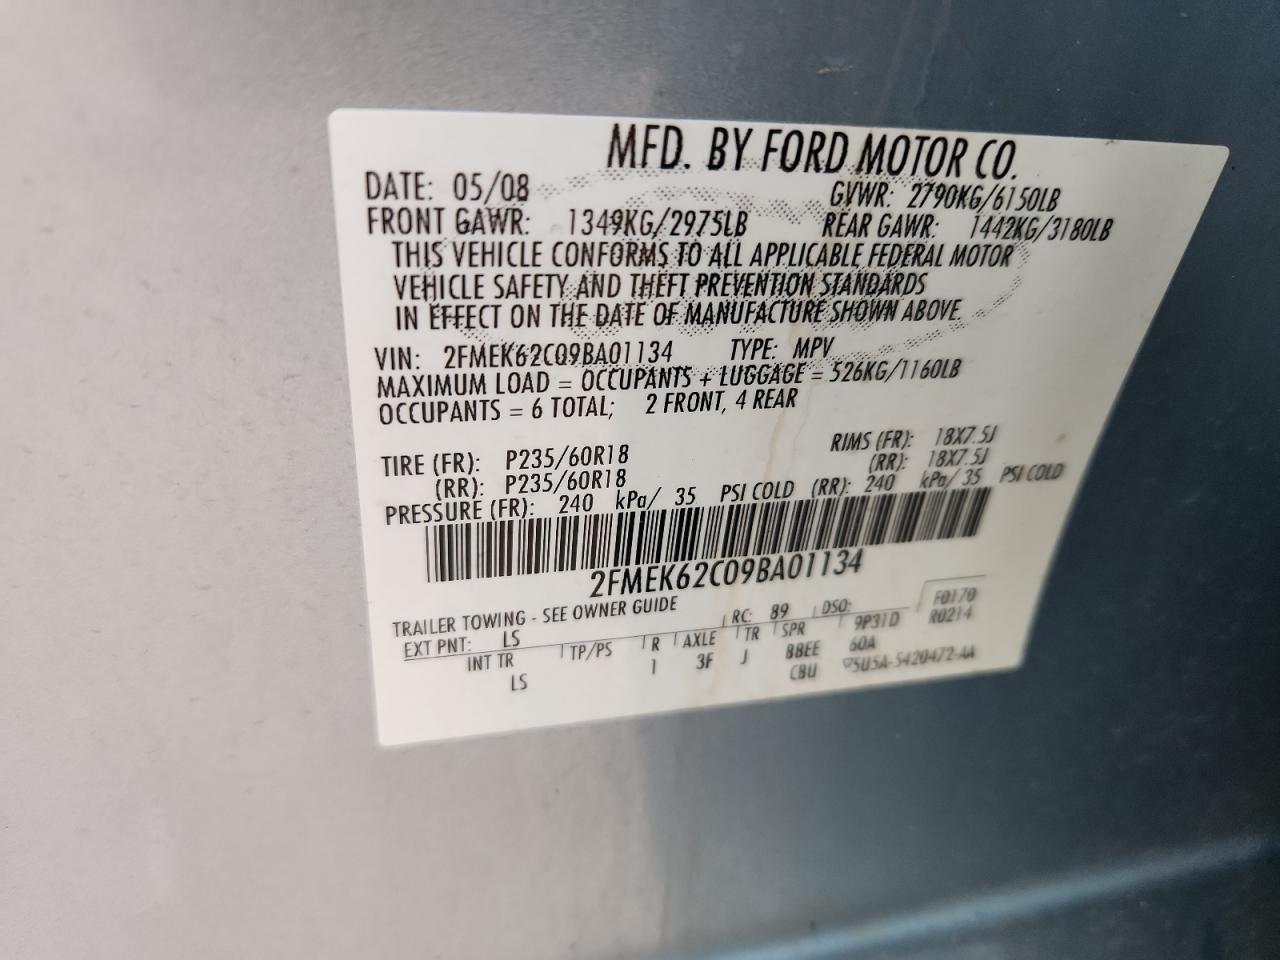 MFD. BY FORD MOTOR CO.
DATE: 05/08 GVWR: 2790KG/6150LB
FRONT GAWR: 1349KG/2975LB REAR GAWR: 1442KG/3180LB
THIS VEHICLE CONFORMS TO ALL APPLICABLE FEDERAL MOTOR
VEHICLE SAFETY AND THEFT PREVENTION STANDARDS
IN EFFECT ON THE DATE OF MANUFACTURE SHOWN ABOVE.
VIN: 2FMEK62C09BA01134 TYPE: MPV
MAXIMUM LOAD = OCCUPANTS + LUGGAGE = 526KG/1160LB
OCCUPANTS = 6 TOTAL; 2 FRONT, 4 REAR
TIRE (FR): P235/60R18 RIMS (FR): 18X7.5J
(RR): P235/60R18 (RR): 18X7.5J
PRESSURE (FR): 240 kPa/ 35 PSI COLD (RR): 240 kPa/ 35 PSI COLD
2FMEK62C09BA01134
TRAILER TOWING - SEE OWNER GUIDE RC: 89 DSO: F0170
EXT PNT: LS R0214
INT TR TP/PS R AXLE TR SPR 9P31D
LS 1 3F J BBEE 60A
CBU 5U5A-5420472-AA